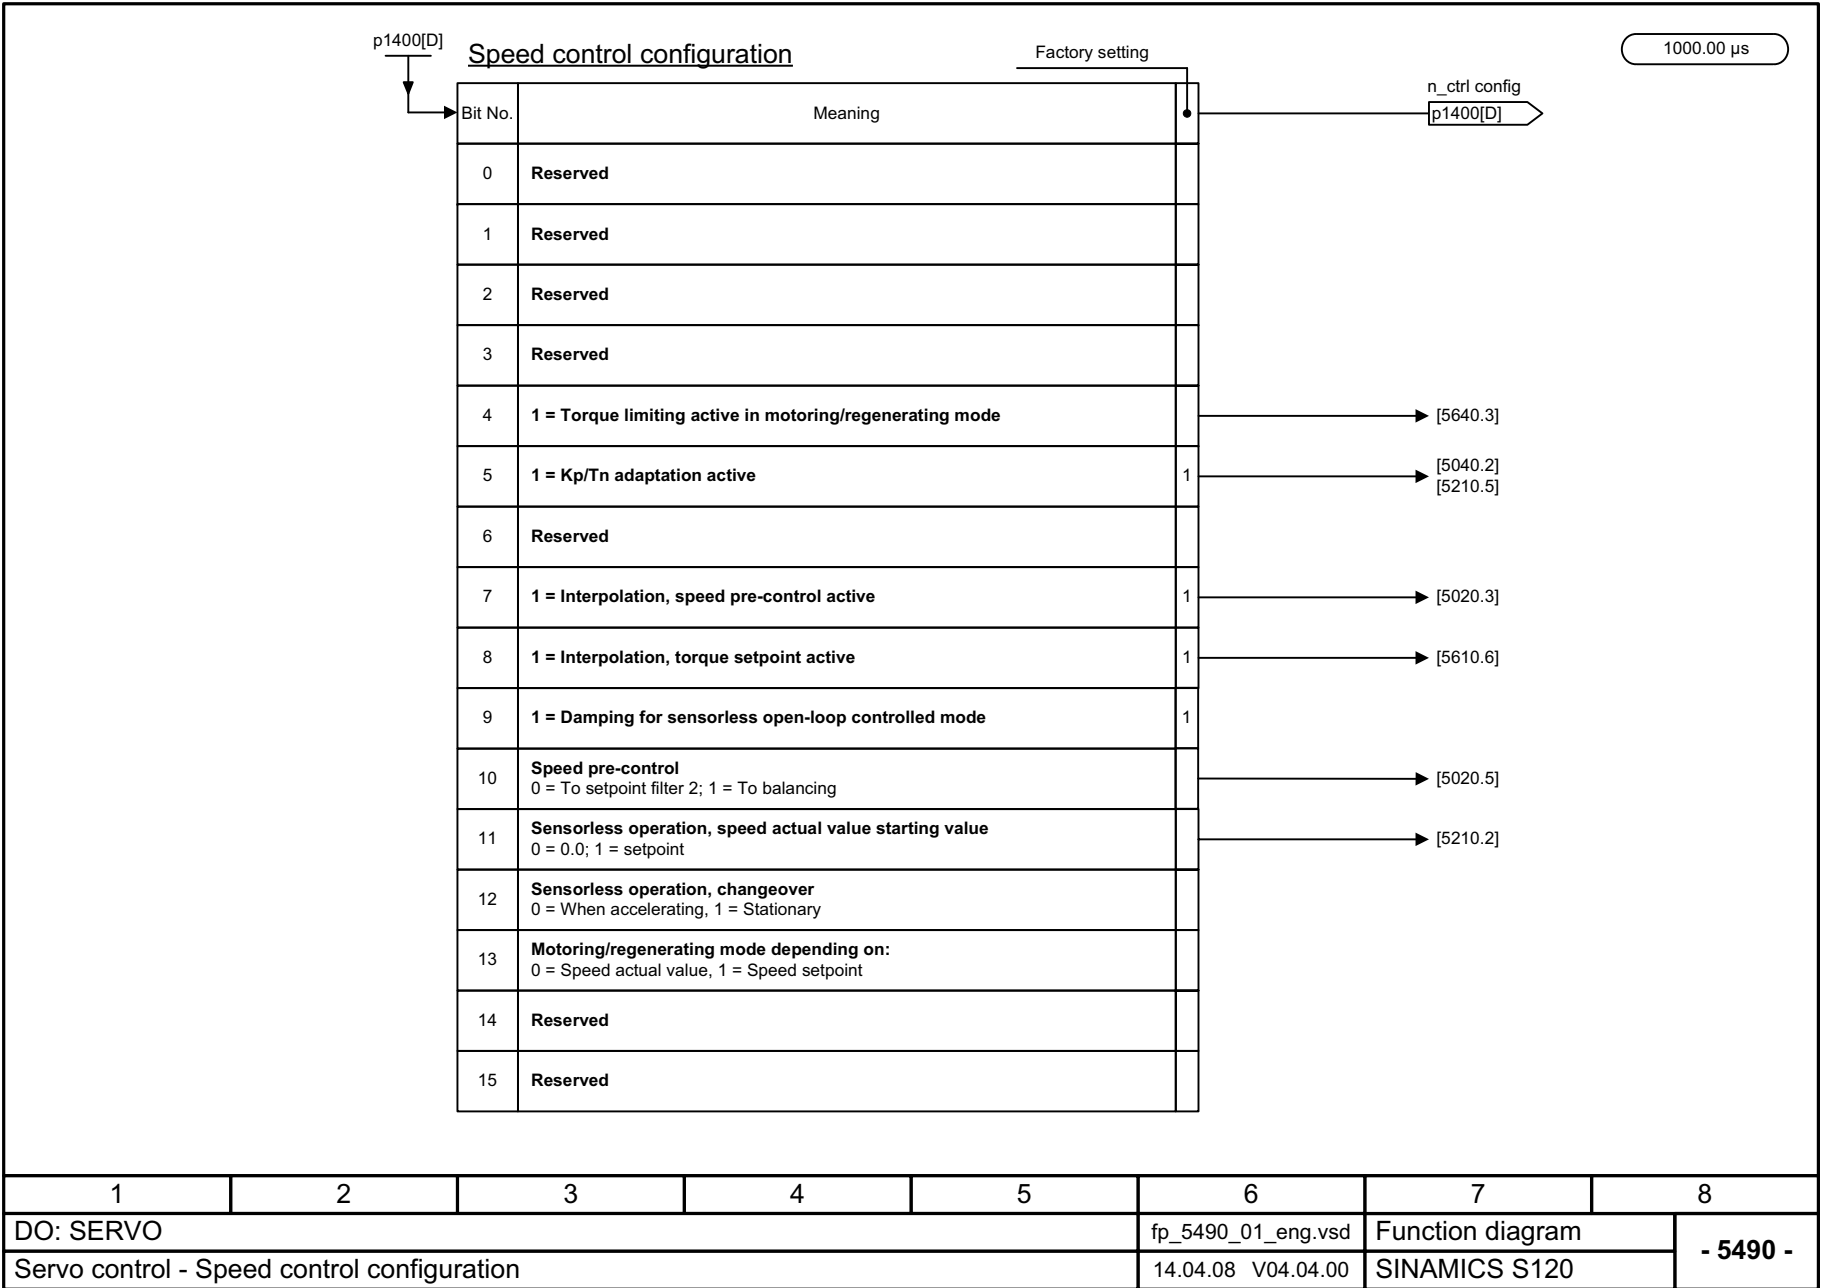 p1400[D]
Speed control configuration
Factory setting
1000.00 µs
n_ctrl config
p1400[D]
Bit No. Meaning
0 Reserved
1 Reserved
2 Reserved
3 Reserved
4 1 = Torque limiting active in motoring/regenerating mode [5640.3]
5 1 = Kp/Tn adaptation active 1 [5040.2]
[5210.5]
6 Reserved
7 1 = Interpolation, speed pre-control active 1 [5020.3]
8 1 = Interpolation, torque setpoint active 1 [5610.6]
9 1 = Damping for sensorless open-loop controlled mode 1
10 Speed pre-control
0 = To setpoint filter 2; 1 = To balancing [5020.5]
11 Sensorless operation, speed actual value starting value
0 = 0.0; 1 = setpoint [5210.2]
12 Sensorless operation, changeover
0 = When accelerating, 1 = Stationary
13 Motoring/regenerating mode depending on:
0 = Speed actual value, 1 = Speed setpoint
14 Reserved
15 Reserved
1 2 3 4 5 6 7 8
DO: SERVO fp_5490_01_eng.vsd Function diagram
- 5490 -
Servo control - Speed control configuration 14.04.08 V04.04.00 SINAMICS S120